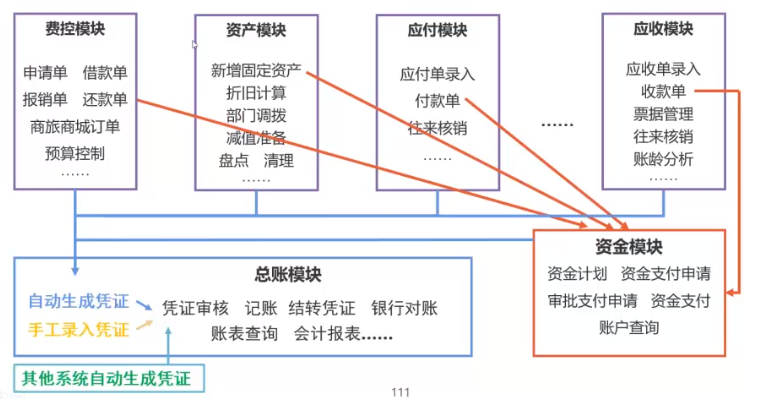 费控模块
申请单 借款单
报销单 还款单
商旅商城订单
预算控制
……
资产模块
新增固定资产
折旧计算
部门调拨
减值准备
盘点 清理
……
应付模块
应付单录入
付款单
往来核销
……
……
应收模块
应收单录入
收款单
票据管理
往来核销
账龄分析
……
资金模块
资金计划 资金支付申请
审批支付申请 资金支付
账户查询
总账模块
自动生成凭证
手工录入凭证
凭证审核 记账 结转凭证 银行对账
账表查询 会计报表……
其他系统自动生成凭证
111